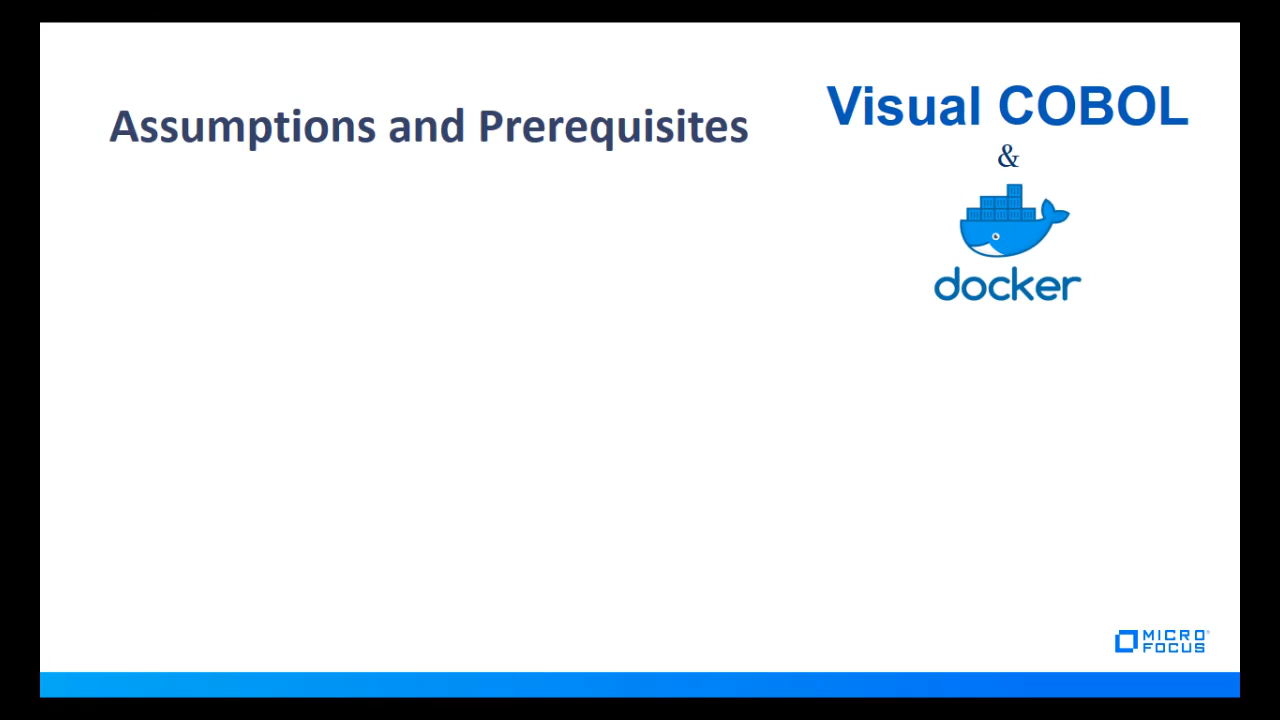 Assumptions and Prerequisites
Visual COBOL
&
docker
MICRO
FOCUS